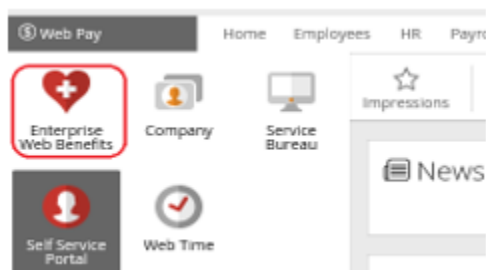 Web Pay
Home Employees HR
Impressions
Enterprise
Web Benefits
Company
Service
Bureau
News
Self Service
Portal
Web Time